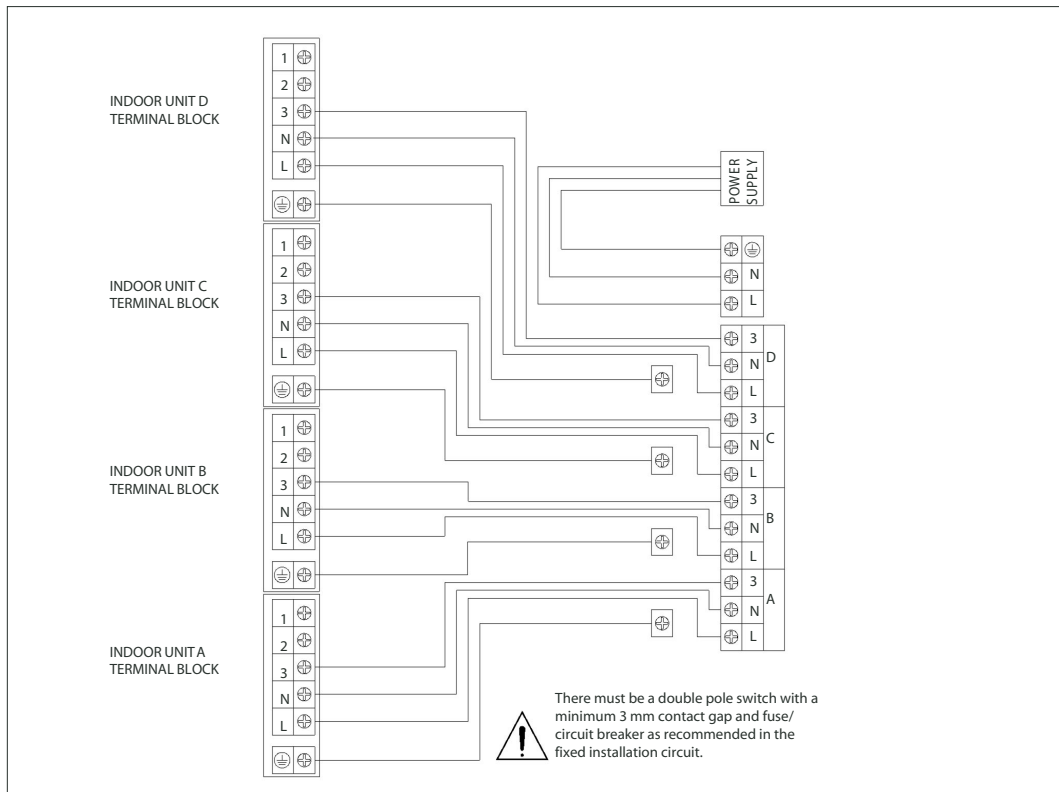 INDOOR UNIT D
TERMINAL BLOCK
1
2
3
N
L
INDOOR UNIT C
TERMINAL BLOCK
1
2
3
N
L
INDOOR UNIT B
TERMINAL BLOCK
1
2
3
N
L
INDOOR UNIT A
TERMINAL BLOCK
1
2
3
N
L
POWER
SUPPLY
N
L
3
N
L
D
3
N
L
C
3
N
L
B
3
N
L
A
There must be a double pole switch with a
minimum 3 mm contact gap and fuse/
circuit breaker as recommended in the
fixed installation circuit.